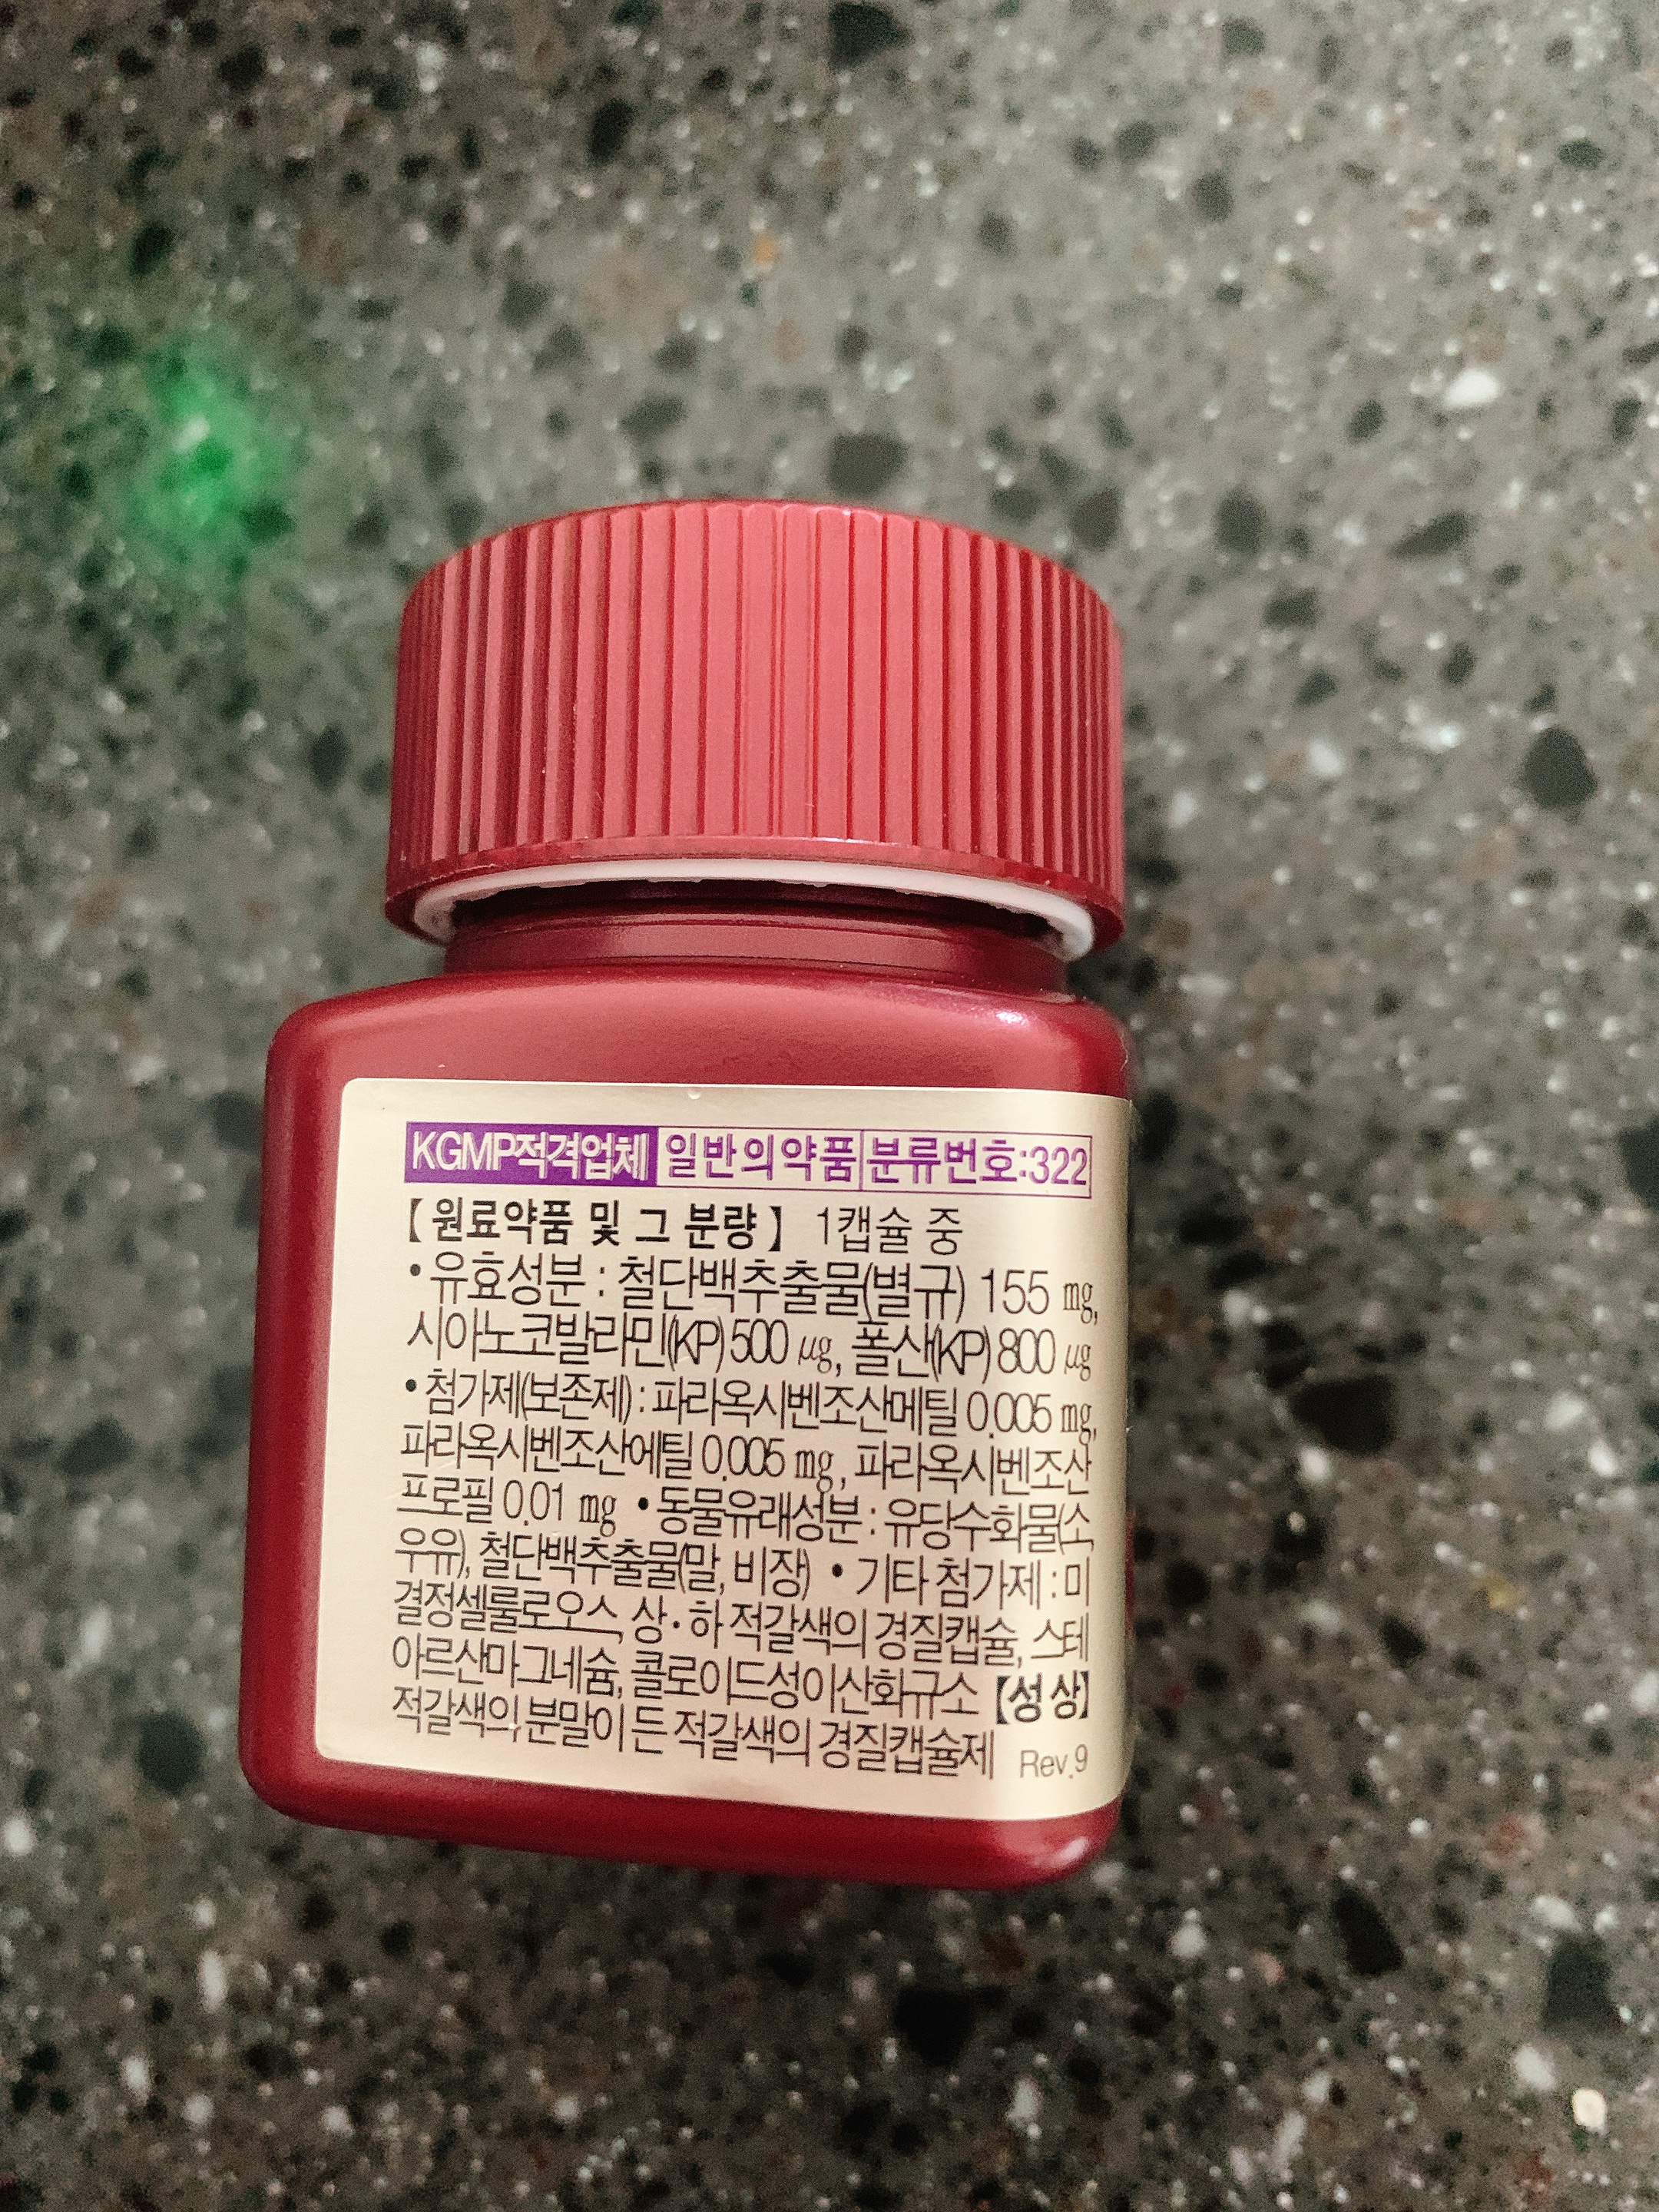 KGMP적격업체 일반의약품 분류번호:322
【원료약품 및 그 분량】 1캡슐 중
•유효성분 : 철단백추출물(별규) 155 ㎎,
시아노코발라민(KP) 500 ㎍, 폴산(KP) 800 ㎍
•첨가제(보존제) : 파라옥시벤조산메틸 0.005 ㎎,
파라옥시벤조산에틸 0.005 ㎎, 파라옥시벤조산
프로필 0.01 ㎎ •동물유래성분 : 유당수화물(소,
우유), 철단백추출물(말, 비장) •기타 첨가제 : 미
결정셀룰로오스, 상·하 적갈색의 경질캡슐, 스테
아르산마그네슘, 콜로이드성이산화규소 【성상】
적갈색의 분말이 든 적갈색의 경질캡슐제 Rev.9